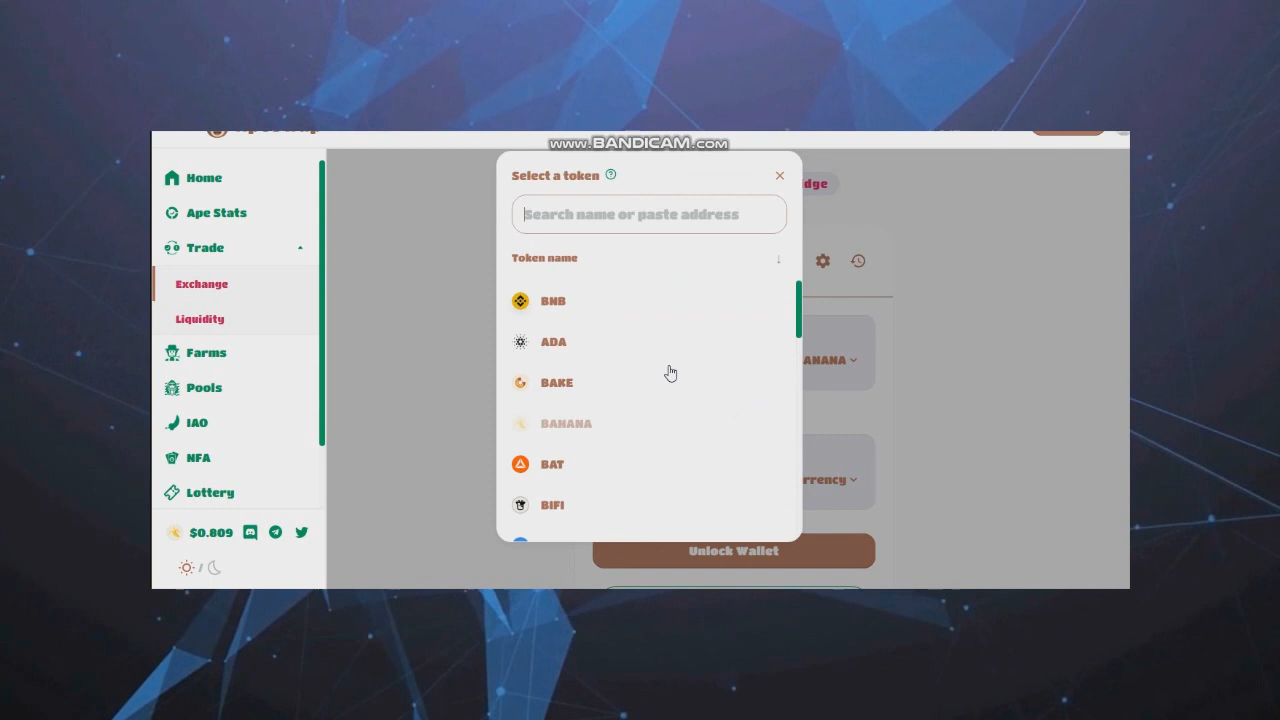 www.BANDICAM.com
Home
Ape Stats
Trade
Exchange
Liquidity
Farms
Pools
IAO
NFA
Lottery
$0.809
/
Select a token
Search name or paste address
Token name
BNB
ADA
BAKE
BANANA
BAT
BIFI
dge
ANANA
rrency
Unlock Wallet